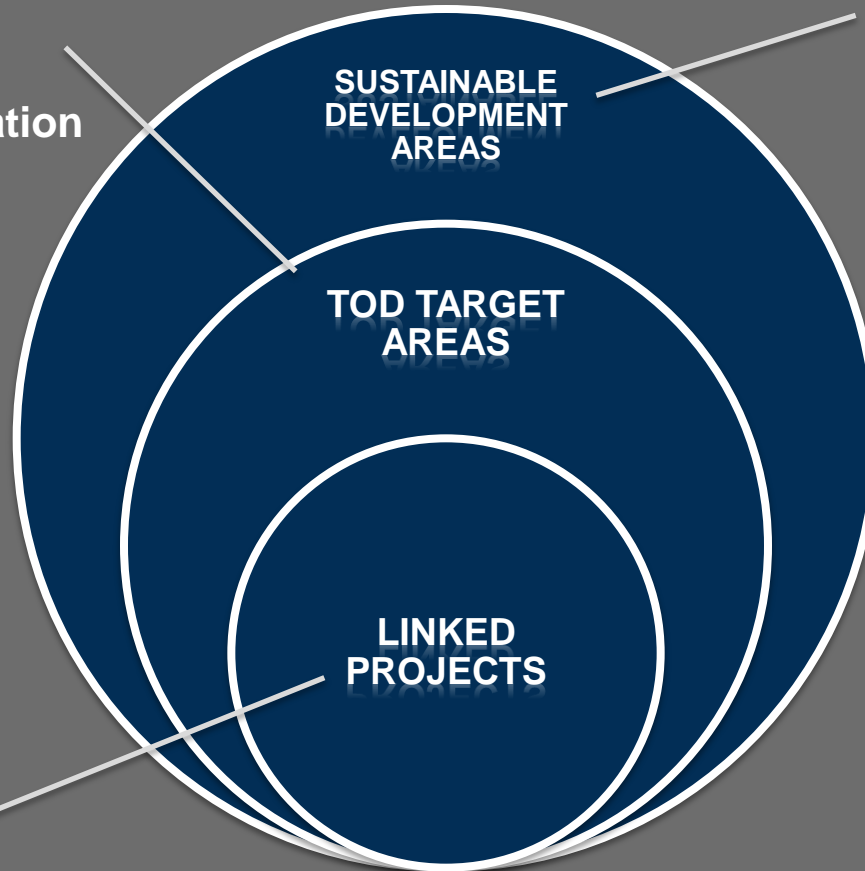 SUSTAINABLE
DEVELOPMENT
AREAS
TOD TARGET
AREAS
LINKED
PROJECTS